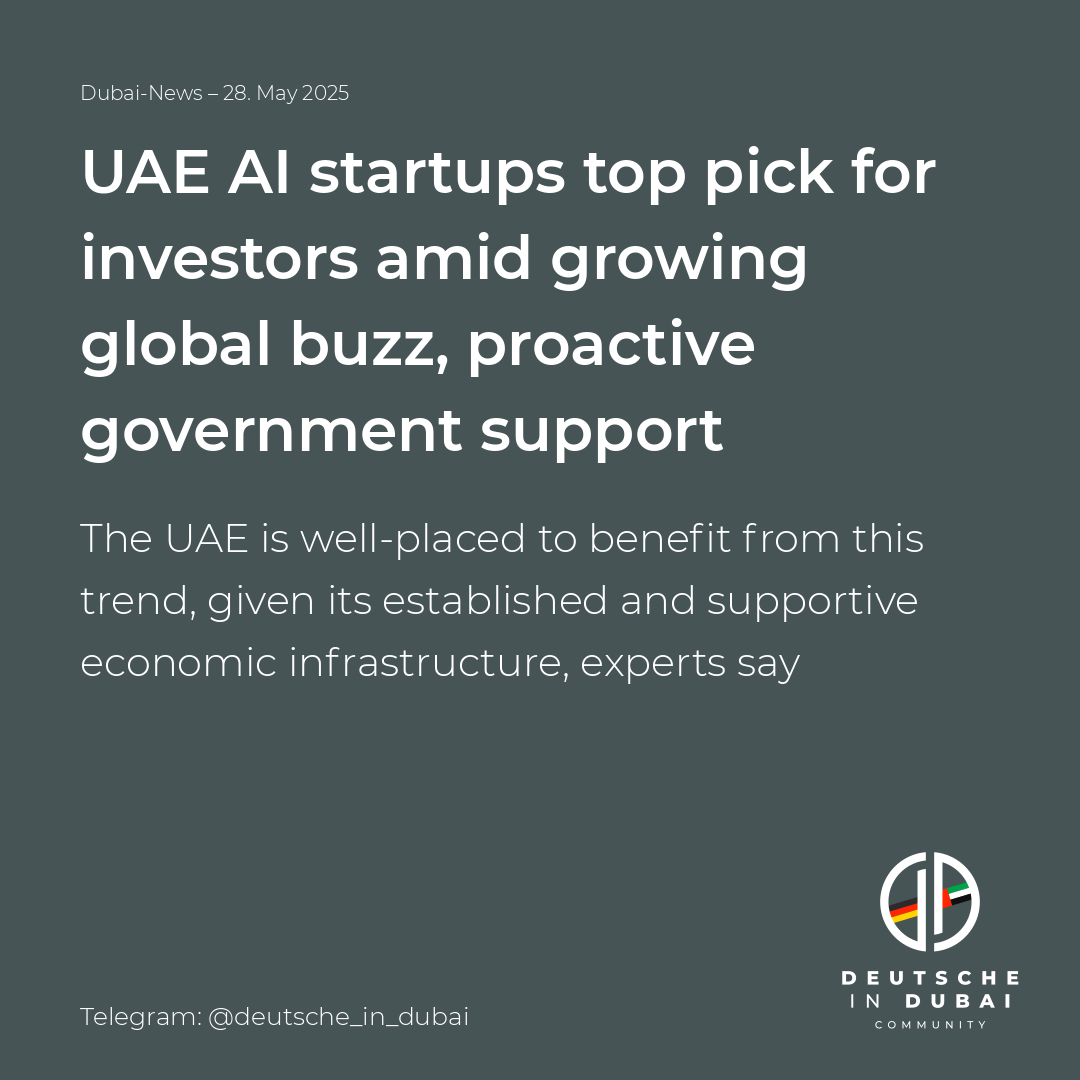 Dubai-News – 28. May 2025
UAE AI startups top pick for
investors amid growing
global buzz, proactive
government support
The UAE is well-placed to benefit from this
trend, given its established and supportive
economic infrastructure, experts say
DEUTSCHE
IN DUBAI
COMMUNITY
Telegram: @deutsche_in_dubai